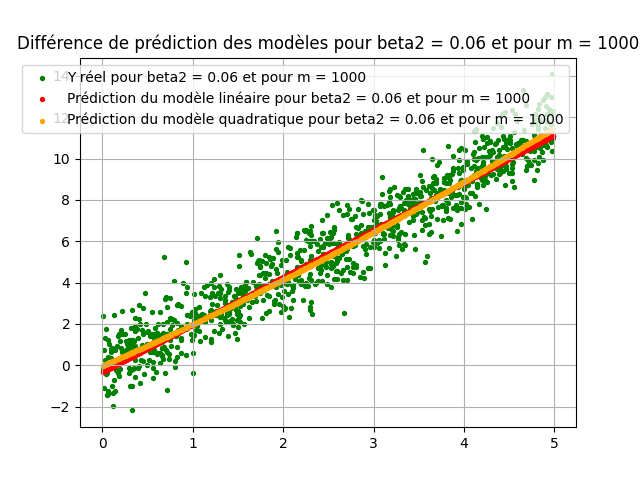 Différence de prédiction des modèles pour beta2 = 0.06 et pour m = 1000
Y réel pour beta2 = 0.06 et pour m = 1000
Prédiction du modèle linéaire pour beta2 = 0.06 et pour m = 1000
Prédiction du modèle quadratique pour beta2 = 0.06 et pour m = 1000
14
12
10
8
6
4
2
0
−2
0 1 2 3 4 5